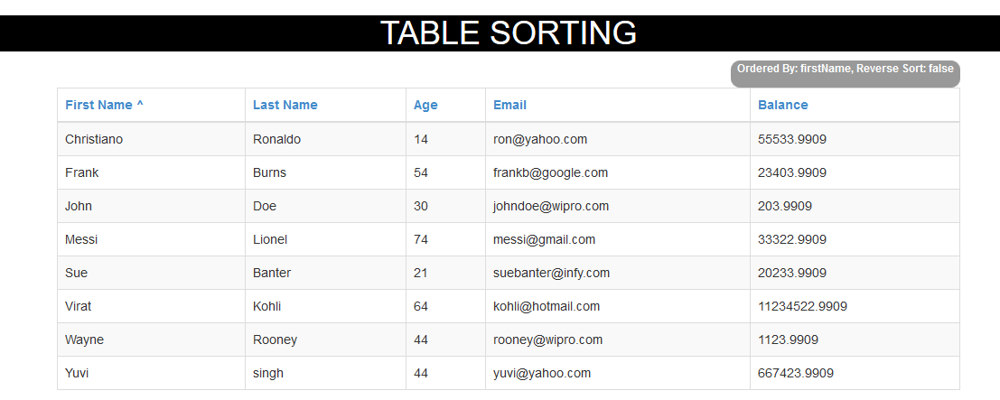 TABLE SORTING
Ordered By: firstName, Reverse Sort: false
First Name ^ Last Name Age Email Balance
Christiano Ronaldo 14 ron@yahoo.com 55533.9909
Frank Burns 54 frankb@google.com 23403.9909
John Doe 30 johndoe@wipro.com 203.9909
Messi Lionel 74 messi@gmail.com 33322.9909
Sue Banter 21 suebanter@infy.com 20233.9909
Virat Kohli 64 kohli@hotmail.com 11234522.9909
Wayne Rooney 44 rooney@wipro.com 1123.9909
Yuvi singh 44 yuvi@yahoo.com 667423.9909